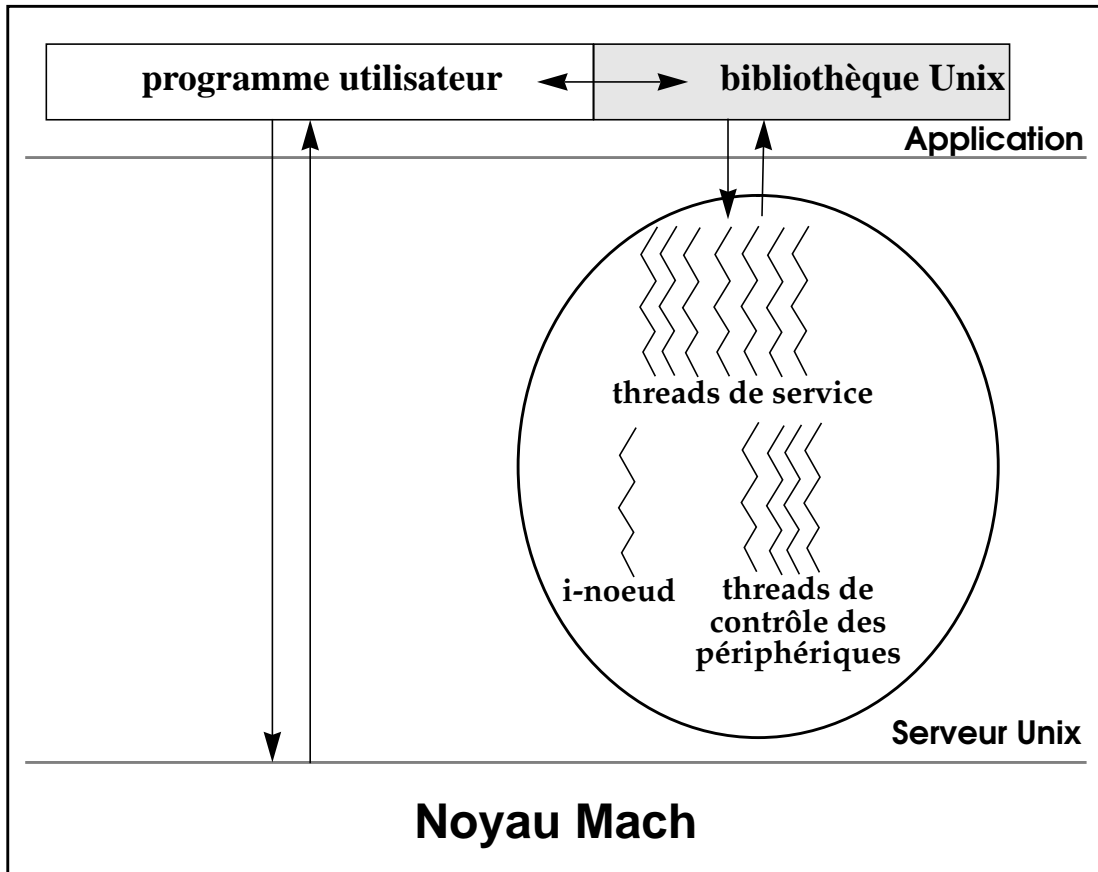 programme utilisateur
bibliothèque Unix
Application
threads de service
i-noeud
threads de
contrôle des
périphériques
Serveur Unix
Noyau Mach